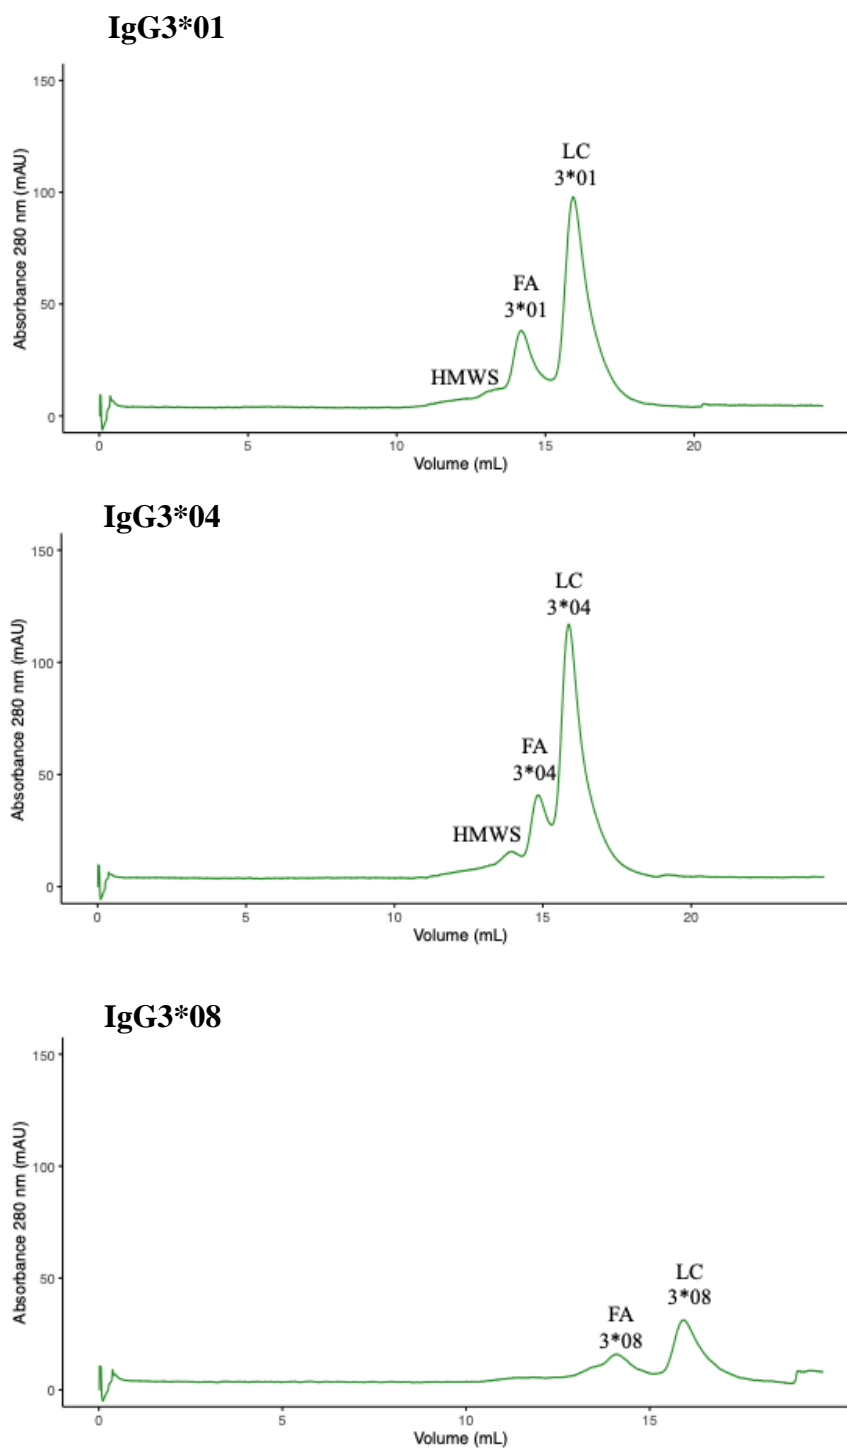 IgG3*01
150
100
50
0
Absorbance 280 nm (mAU)
LC
3*01
FA
3*01
HMWS
0 5 10 15 20
Volume (mL)
IgG3*04
150
100
50
0
Absorbance 280 nm (mAU)
LC
3*04
FA
3*04
HMWS
0 5 10 15 20
Volume (mL)
IgG3*08
150
100
50
0
Absorbance 280 nm (mAU)
LC
3*08
FA
3*08
0 5 10 15
Volume (mL)